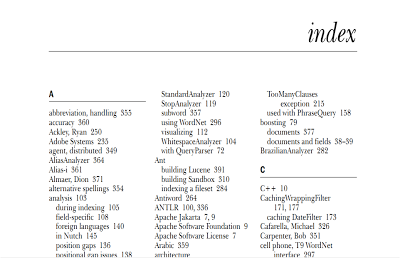 index
A
abbreviation, handling 355
accuracy 360
Ackley, Ryan 250
Adobe Systems 235
agent, distributed 349
AliasAnalyzer 364
Alias-i 361
Almaer, Dion 371
alternative spellings 354
analysis 103
during indexing 105
field-specific 108
foreign languages 140
in Nutch 145
position gaps 136
positional gap issues 138
StandardAnalyzer 120
StopAnalyzer 119
subword 357
using WordNet 296
visualizing 112
WhitespaceAnalyzer 104
with QueryParser 72
Ant
building Lucene 391
building Sandbox 310
indexing a fileset 284
Antiword 264
ANTLR 100, 336
Apache Jakarta 7, 9
Apache Software Foundation 9
Apache Software License 7
Arabic 359
architecture
TooManyClauses
exception 215
used with PhraseQuery 158
boosting 79
documents 377
documents and fields 38–39
BrazilianAnalyzer 282
C
C++ 10
CachingWrappingFilter
171, 177
caching DateFilter 173
Cafarella, Michael 326
Carpenter, Bob 351
cell phone, T9 WordNet
interface 297